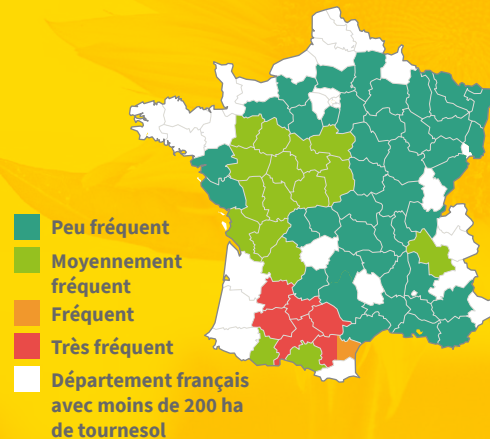 Peu fréquent
Moyennement
fréquent
Fréquent
Très fréquent
Département français
avec moins de 200 ha
de tournesol